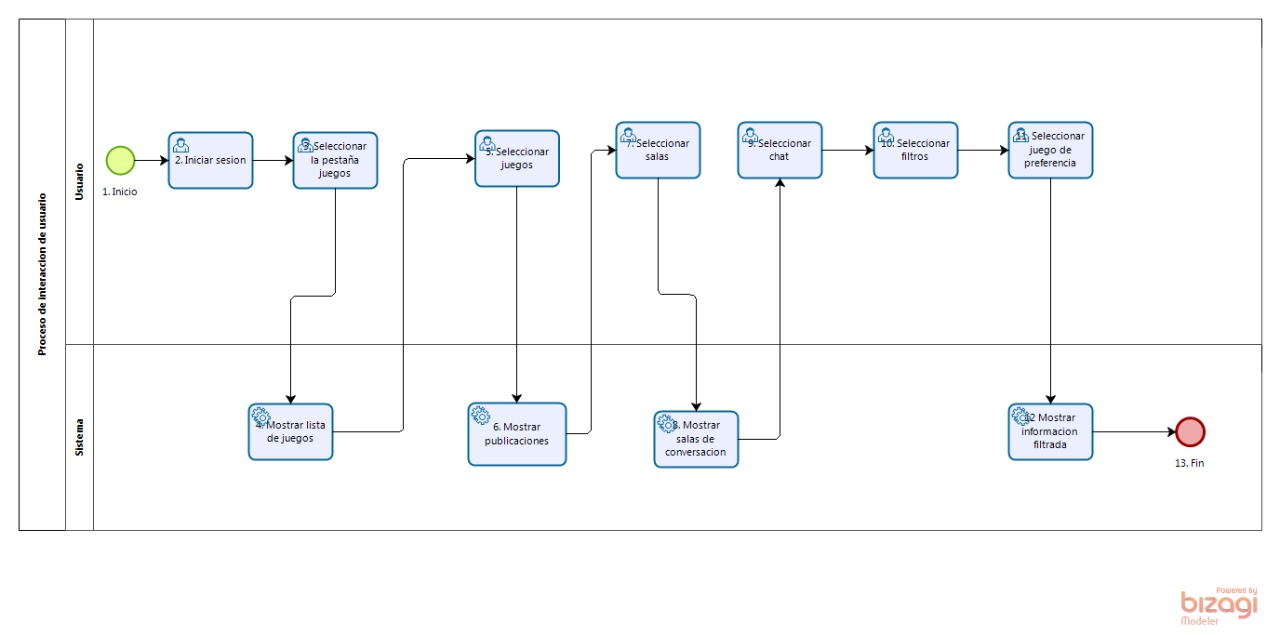 Proceso de interaccion de usuario
Usuario
1. Inicio
2. Iniciar sesion
3. Seleccionar
la pestaña
juegos
5. Seleccionar
juegos
7. Seleccionar
salas
9. Seleccionar
chat
10. Seleccionar
filtros
11 Seleccionar
juego de
preferencia
Sistema
4. Mostrar lista
de juegos
6. Mostrar
publicaciones
8. Mostrar
salas de
conversacion
12 Mostrar
informacion
filtrada
13. Fin
Powered by
bizagi
Modeler